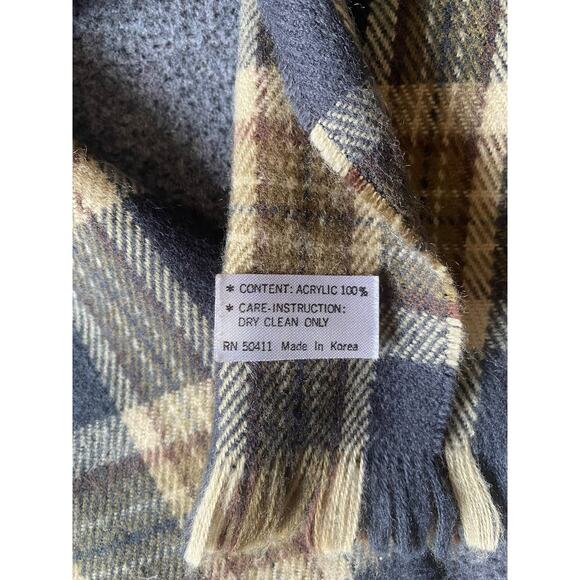 * CONTENT: ACRYLIC 100%
* CARE-INSTRUCTION:
DRY CLEAN ONLY
RN 50411 Made In Korea